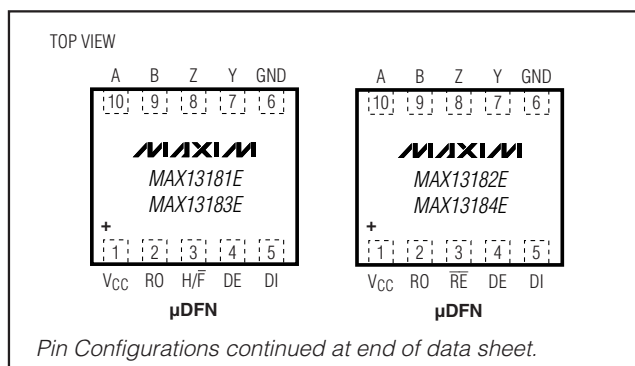 TOP VIEW
A B Z Y GND
10 9 8 7 6
MAXIM
MAX13181E
MAX13183E
+
1 2 3 4 5
VCC RO H/F̅ DE DI
µDFN
A B Z Y GND
10 9 8 7 6
MAXIM
MAX13182E
MAX13184E
+
1 2 3 4 5
VCC RO R̅E̅ DE DI
µDFN
Pin Configurations continued at end of data sheet.